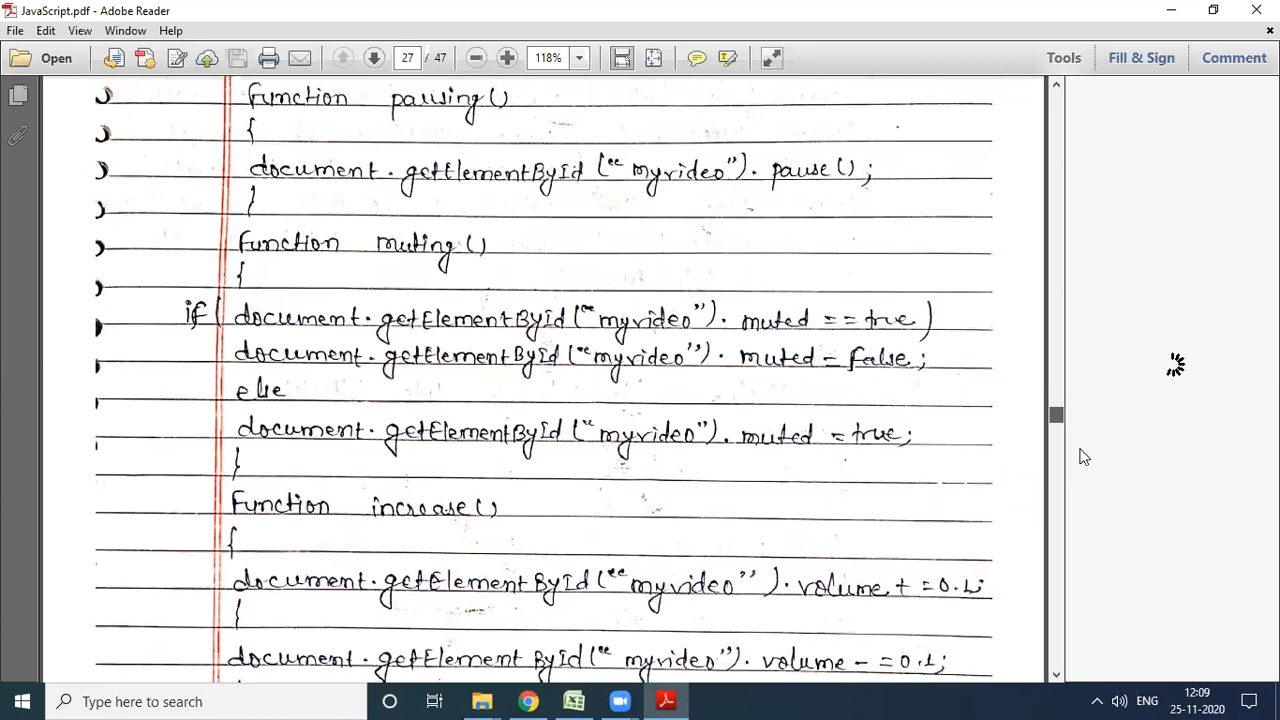 JavaScript.pdf - Adobe Reader
File Edit View Window Help
Open 27 / 47 118% Tools Fill & Sign Comment
function pausing()
{
document.getElementById("myvideo").pause();
}
function muting()
{
if(document.getElementById("myvideo").muted==true)
document.getElementById("myvideo").muted=false;
else
document.getElementById("myvideo").muted=true;
}
function increase()
{
document.getElementById("myvideo").volume+=0.1;
{
document.getElementById("myvideo").volume-=0.1;
Type here to search
ENG
12:09
25-11-2020